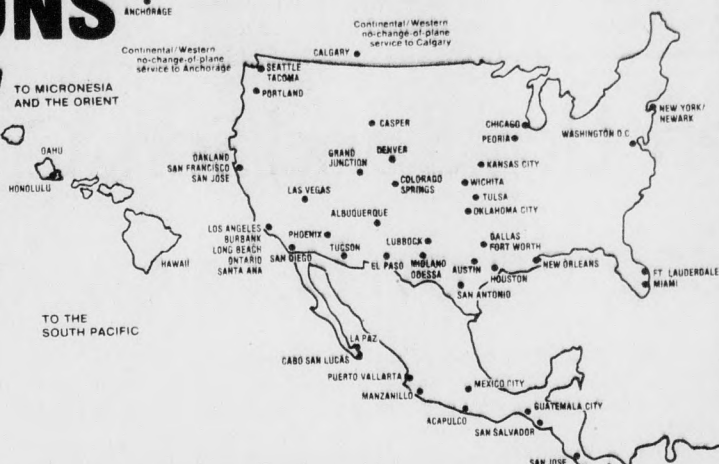 ONS
ANCHORAGE
Continental/Western
no-change-of-plane
service to Anchorage
CALGARY
Continental/Western
no-change-of-plane
service to Calgary
TO MICRONESIA
AND THE ORIENT
SEATTLE
TACOMA
PORTLAND
CASPER
CHICAGO
PEORIA
NEW YORK/
NEWARK
WASHINGTON D.C.
OAHU
HONOLULU
HAWAII
OAKLAND
SAN FRANCISCO
SAN JOSE
GRAND
JUNCTION
DENVER
COLORADO
SPRINGS
KANSAS CITY
WICHITA
TULSA
OKLAHOMA CITY
LAS VEGAS
ALBUQUERQUE
LOS ANGELES
BURBANK
LONG BEACH
ONTARIO
SANTA ANA
PHOENIX
SAN DIEGO
TUCSON
EL PASO
LUBBOCK
MIDLAND
ODESSA
DALLAS
FORT WORTH
AUSTIN
HOUSTON
SAN ANTONIO
NEW ORLEANS
FT. LAUDERDALE
MIAMI
TO THE
SOUTH PACIFIC
LA PAZ
CABO SAN LUCAS
PUERTO VALLARTA
MANZANILLO
MEXICO CITY
ACAPULCO
GUATEMALA CITY
SAN SALVADOR
SAN JOSE